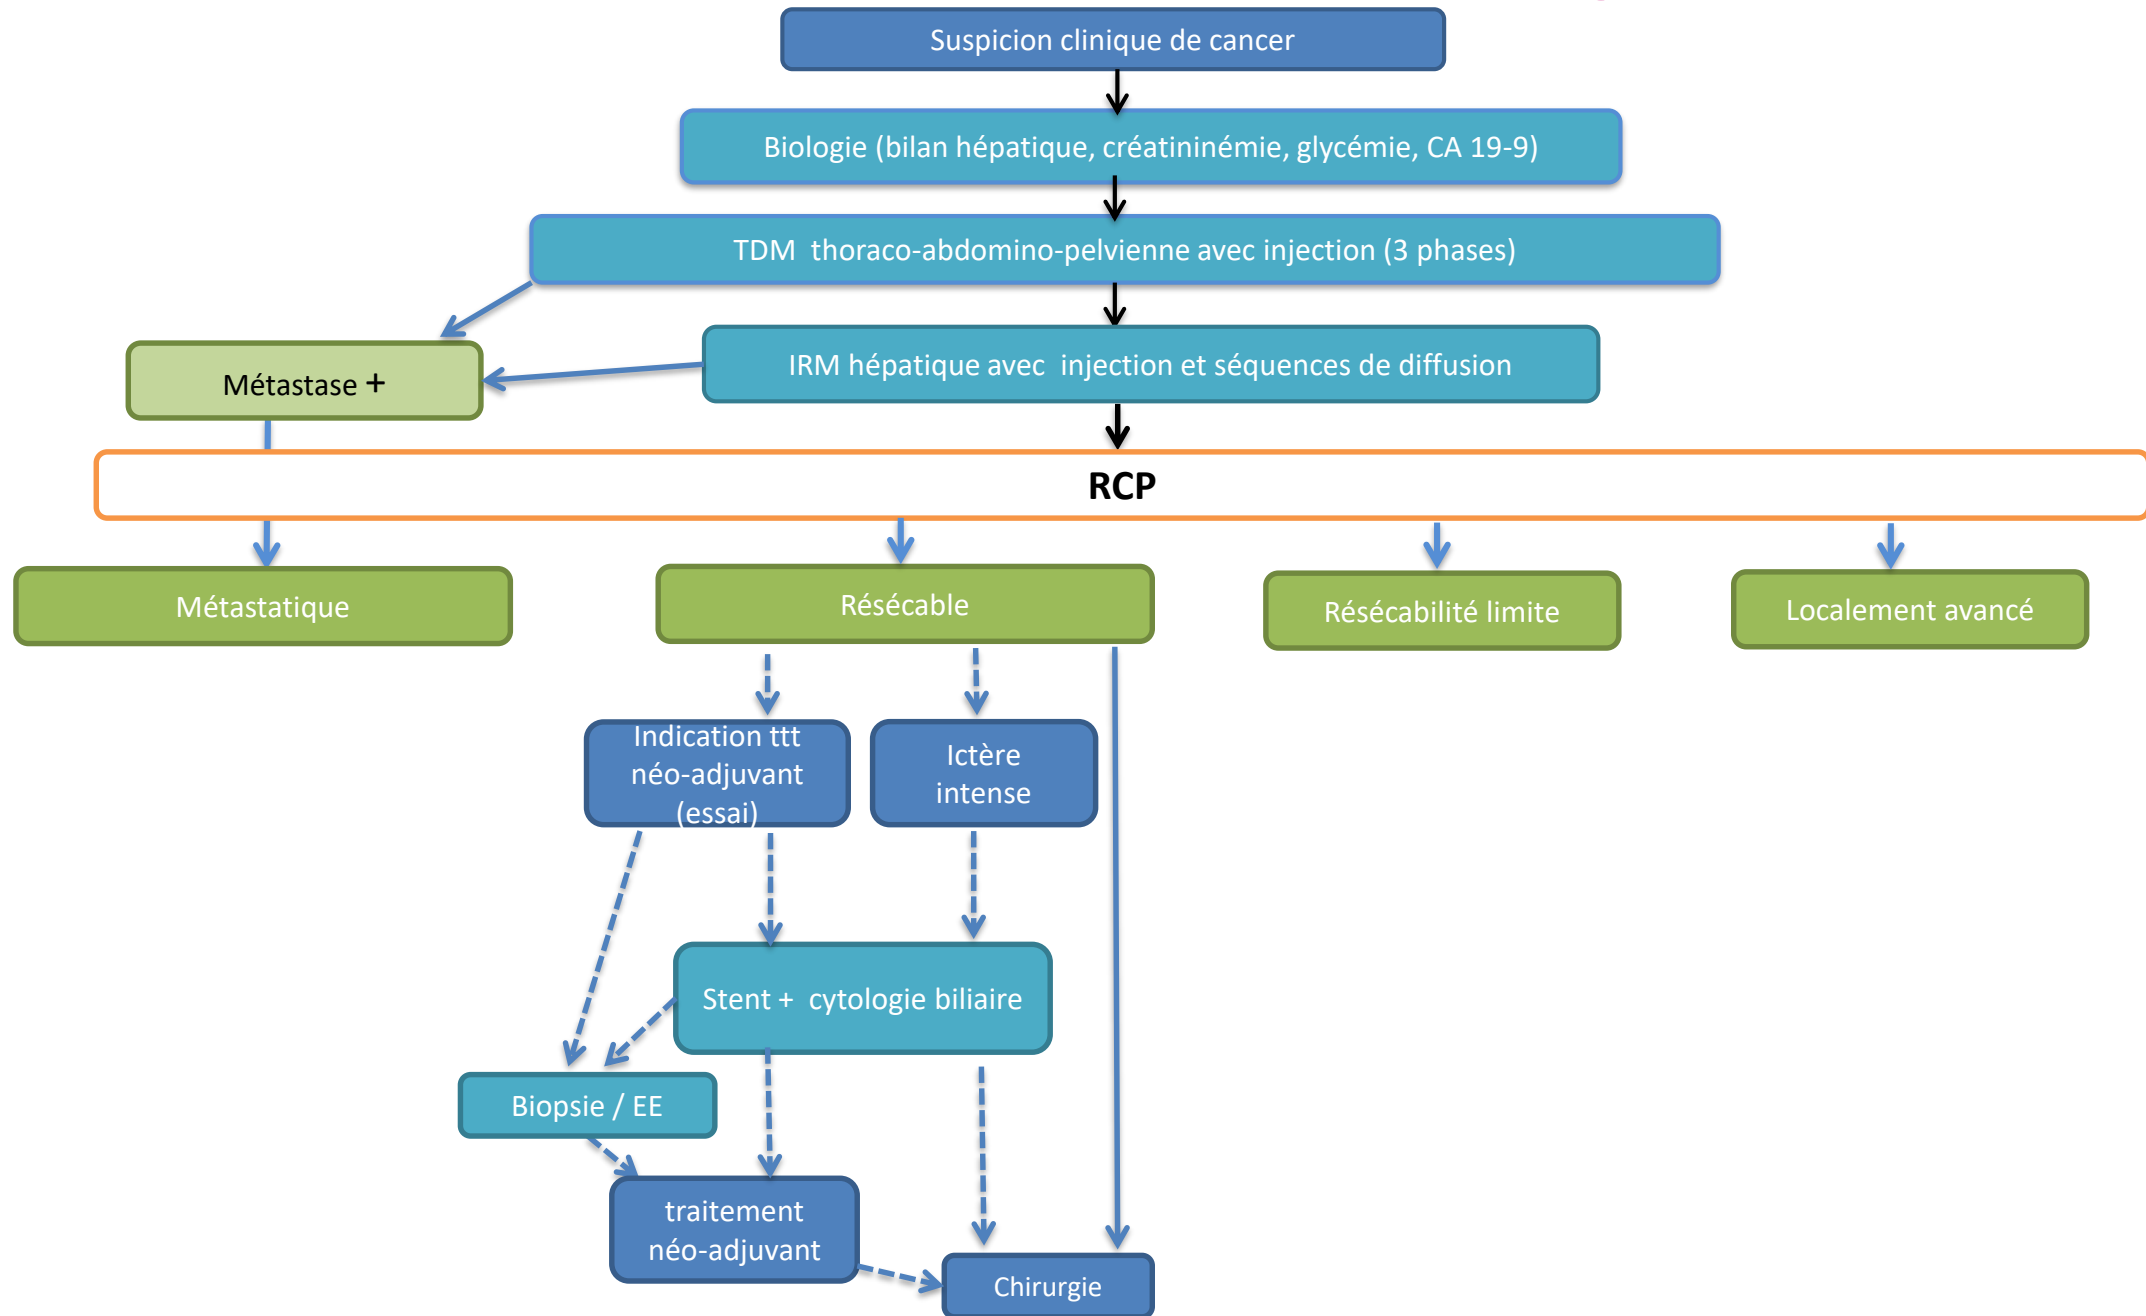 Suspicion clinique de cancer
Biologie (bilan hépatique, créatininémie, glycémie, CA 19-9)
TDM thoraco-abdomino-pelvienne avec injection (3 phases)
IRM hépatique avec injection et séquences de diffusion
Métastase +
RCP
Métastatique
Résécable
Résécabilité limite
Localement avancé
Indication ttt
néo-adjuvant
(essai)
Ictère
intense
Stent + cytologie biliaire
Biopsie / EE
traitement
néo-adjuvant
Chirurgie